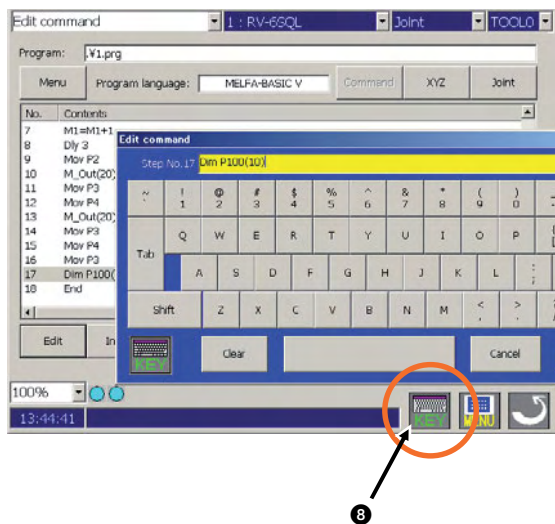 Edit command 1 : RV-6SQL Joint TOOL0
Program: .¥1.prg
Menu Program language: MELFA-BASIC V Command XYZ Joint
No. Contents
7 M1=M1+1
8 Dly 3
9 Mov P2
10 M_Out(20)
11 Mov P3
12 Mov P4
13 M_Out(20)
14 Mov P3
15 Mov P4
16 Mov P3
17 Dim P100(
18 End
Edit In
Edit command
Step No.17 Dim P100(10)
~ ! @ # $ % ^ & * ( )
` 1 2 3 4 5 6 7 8 9 0
Tab Q W E R T Y U I O P
A S D F G H J K L : ;
Shift Z X C V B N M < , > .
KEY Clear Cancel
100%
13:44:41 KEY MENU
8